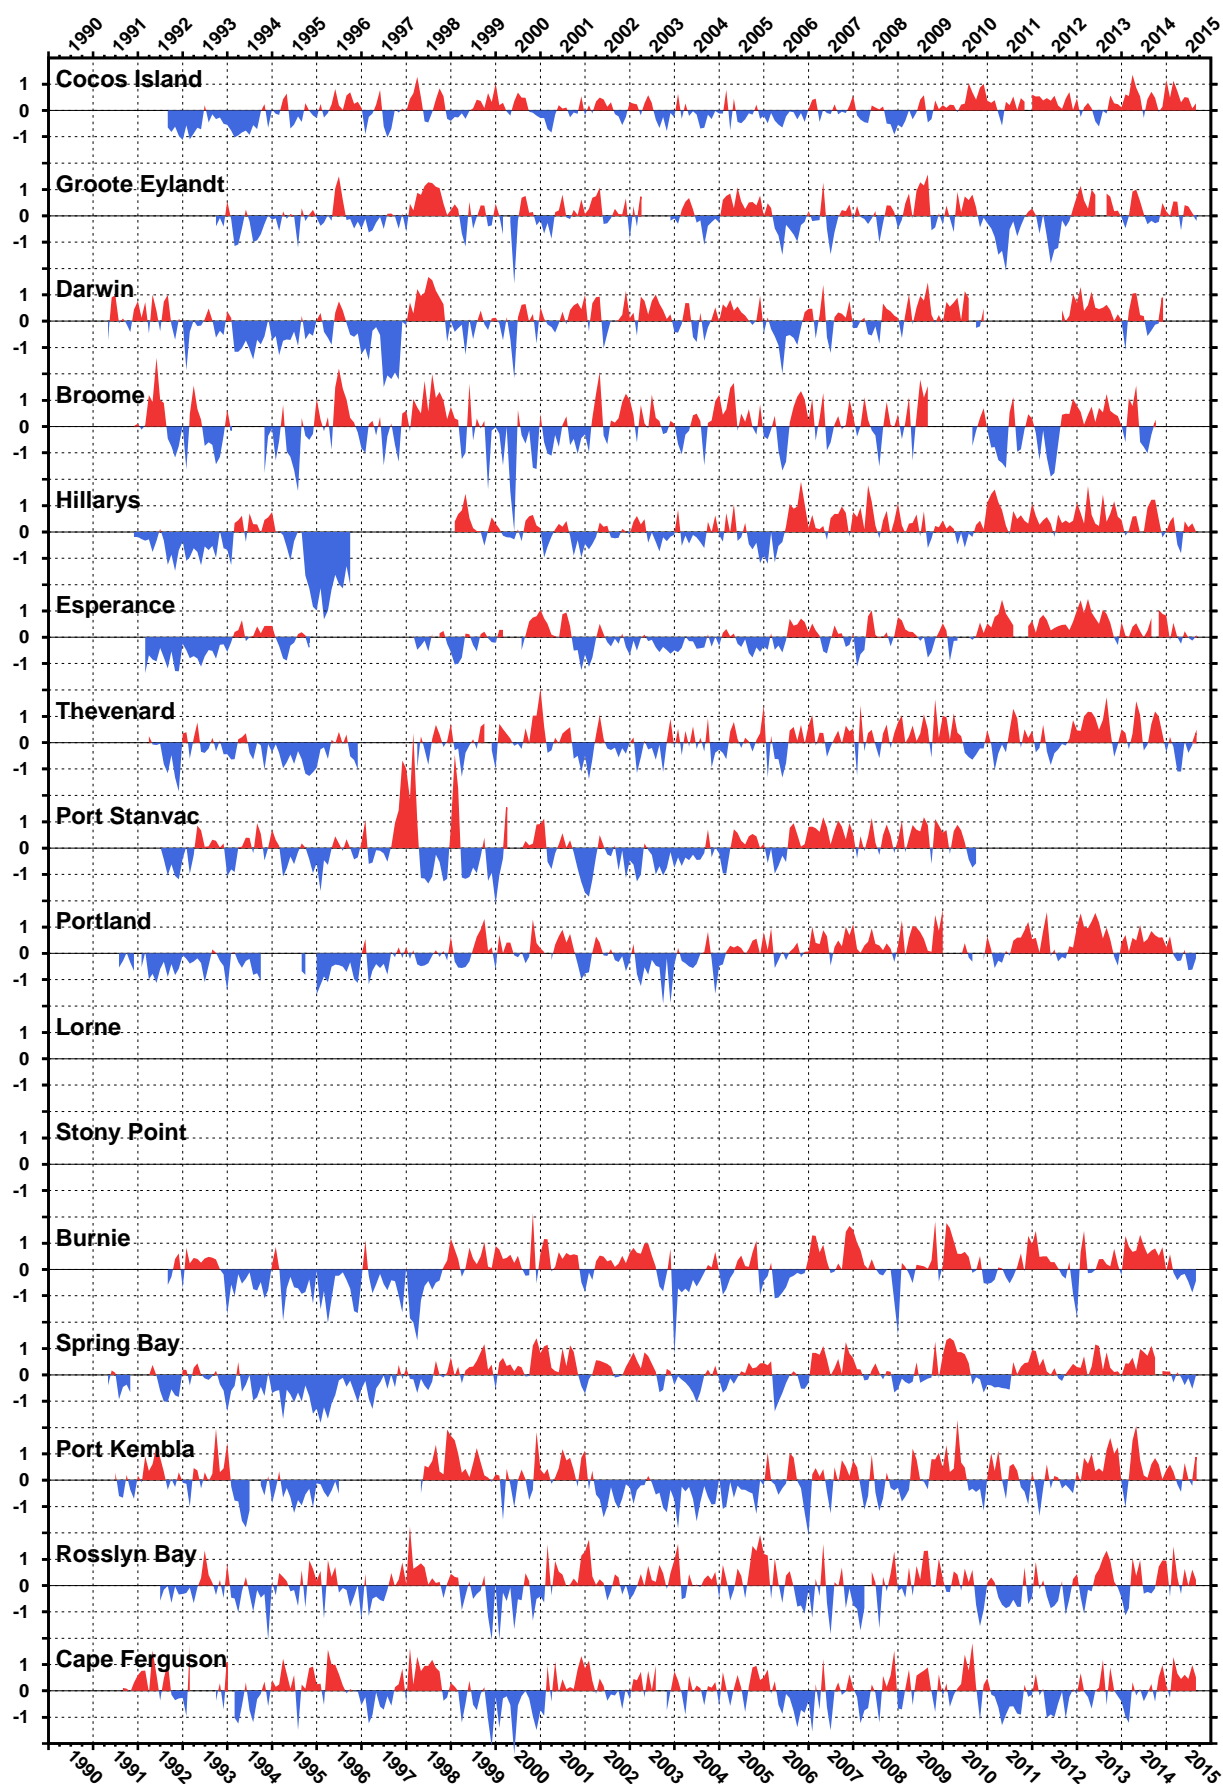 1990 1991 1992 1993 1994 1995 1996 1997 1998 1999 2000 2001 2002 2003 2004 2005 2006 2007 2008 2009 2010 2011 2012 2013 2014 2015
Cocos Island
1
0
-1
Groote Eylandt
1
0
-1
Darwin
1
0
-1
Broome
1
0
-1
Hillarys
1
0
-1
Esperance
1
0
-1
Thevenard
1
0
-1
Port Stanvac
1
0
-1
Portland
1
0
-1
Lorne
1
0
-1
Stony Point
1
0
-1
Burnie
1
0
-1
Spring Bay
1
0
-1
Port Kembla
1
0
-1
Rosslyn Bay
1
0
-1
Cape Ferguson
1
0
-1
1990 1991 1992 1993 1994 1995 1996 1997 1998 1999 2000 2001 2002 2003 2004 2005 2006 2007 2008 2009 2010 2011 2012 2013 2014 2015